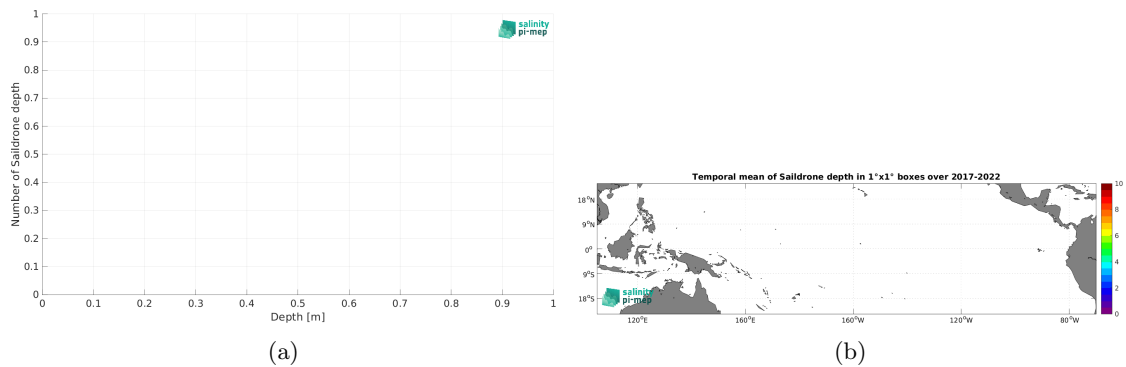 1
0.9
0.8
0.7
0.6
0.5
0.4
0.3
0.2
0.1
0
Number of Saildrone depth
salinity
pi-mep
0 0.1 0.2 0.3 0.4 0.5 0.6 0.7 0.8 0.9 1
Depth [m]
(a)
Temporal mean of Saildrone depth in 1°x1° boxes over 2017-2022
18°N
9°N
0°
9°S
18°S
salinity
pi-mep
120°E 160°E 160°W 120°W 80°W
10
8
6
4
2
0
(b)